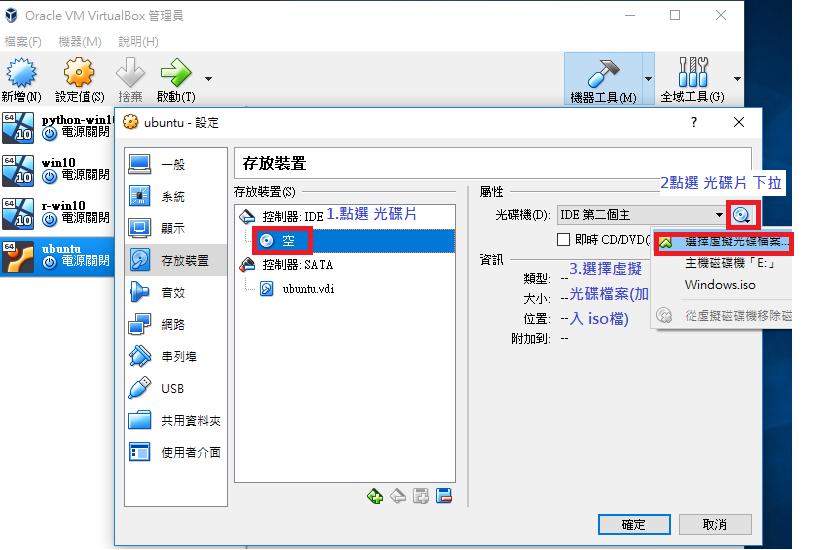 Oracle VM VirtualBox 管理員
檔案(F) 機器(M) 說明(H)
新增(N) 設定值(S) 捨棄 啟動(T) 機器工具(M) 全域工具(G)
64 10 python-win10
電源關閉
64 10 win10
電源關閉
64 10 r-win10
電源關閉
64 ubuntu
電源關閉
ubuntu - 設定 ?
一般
系統
顯示
存放裝置
音效
網路
串列埠
USB
共用資料夾
使用者介面
存放裝置
存放裝置(S)
控制器: IDE 1.點選 光碟片
空
控制器: SATA
ubuntu.vdi
屬性
2點選 光碟片 下拉
光碟機(D): IDE 第二個主
即時 CD/DVD(
選擇虛擬光碟檔案...
主機磁碟機「E:」
Windows.iso
從虛擬磁碟機移除磁
資訊
類型: --
大小: --
位置: --
附加到: --
3.選擇虛擬
光碟檔案(加
入 iso檔)
確定 取消